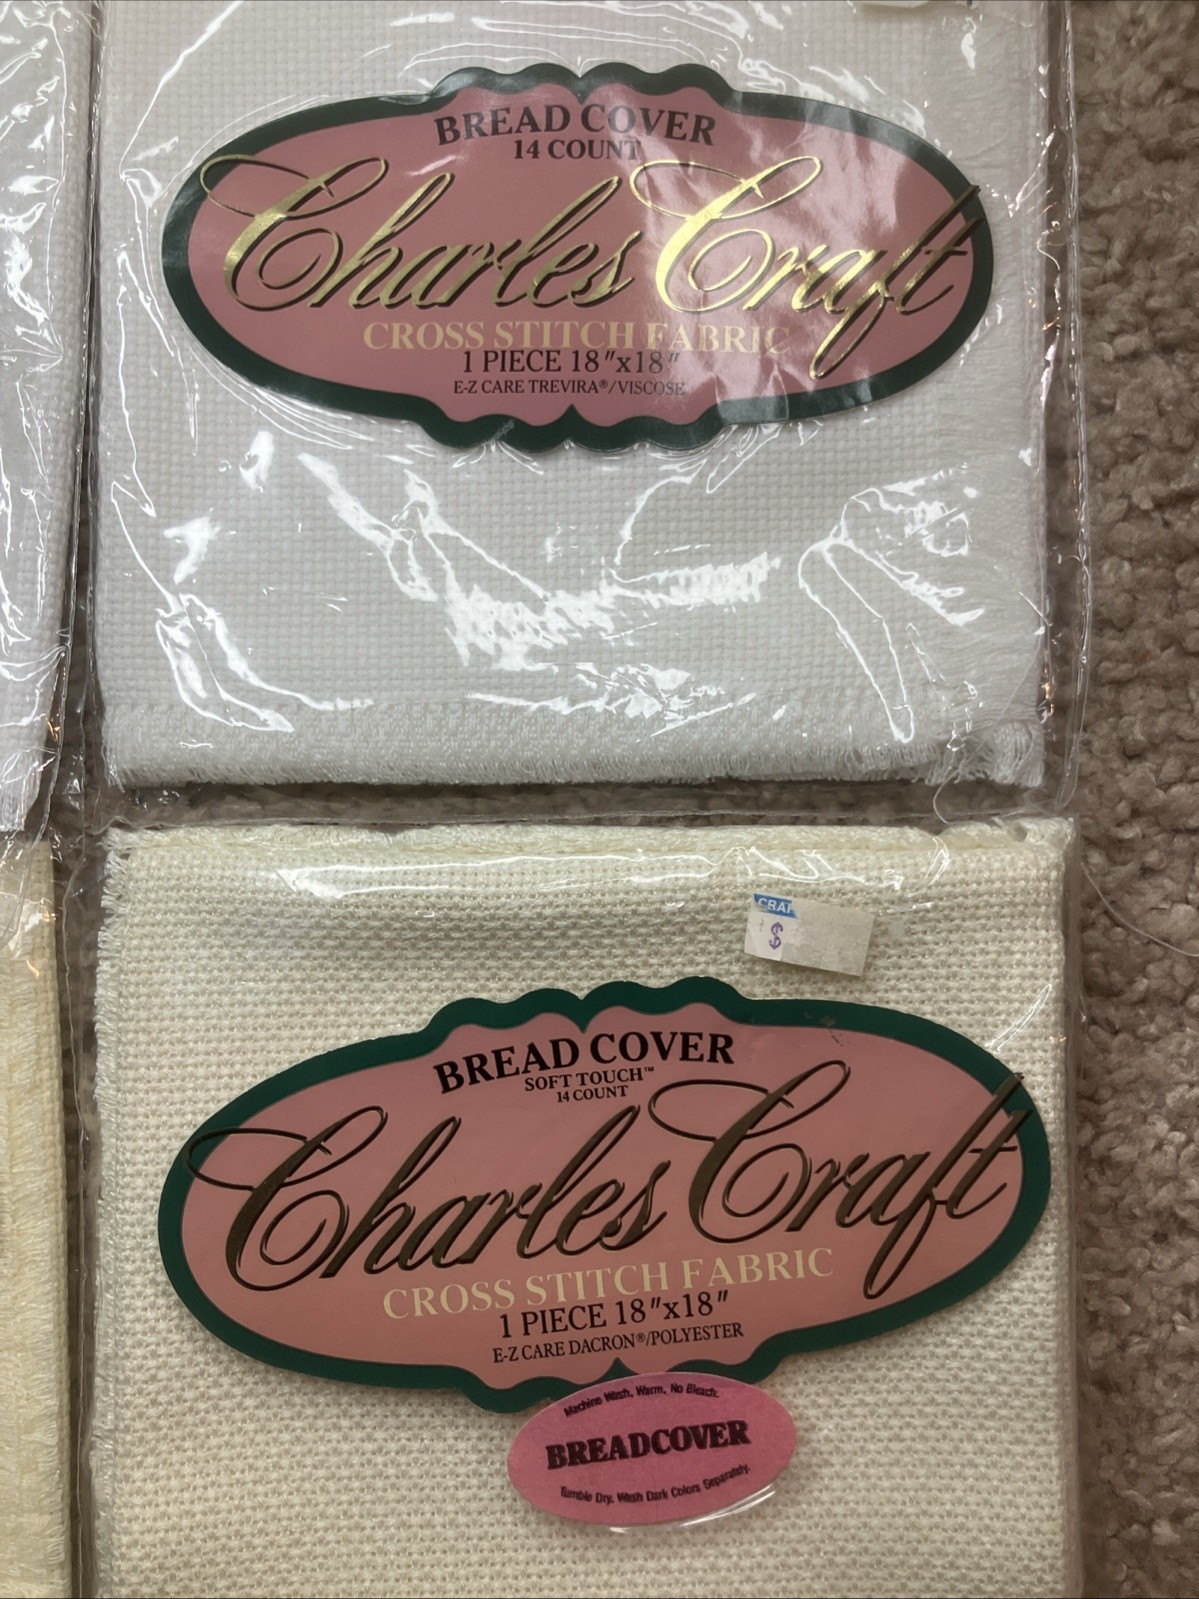 BREAD COVER
14 COUNT
Charles Craft
CROSS STITCH FABRIC
1 PIECE 18"x18"
E-Z CARE TREVIRA®/VISCOSE
$
BREAD COVER
SOFT TOUCH™
14 COUNT
Charles Craft
CROSS STITCH FABRIC
1 PIECE 18"x18"
E-Z CARE DACRON®/POLYESTER
Machine Wash, Warm, No Bleach.
BREADCOVER
Tumble Dry. Wash Dark Colors Separately.